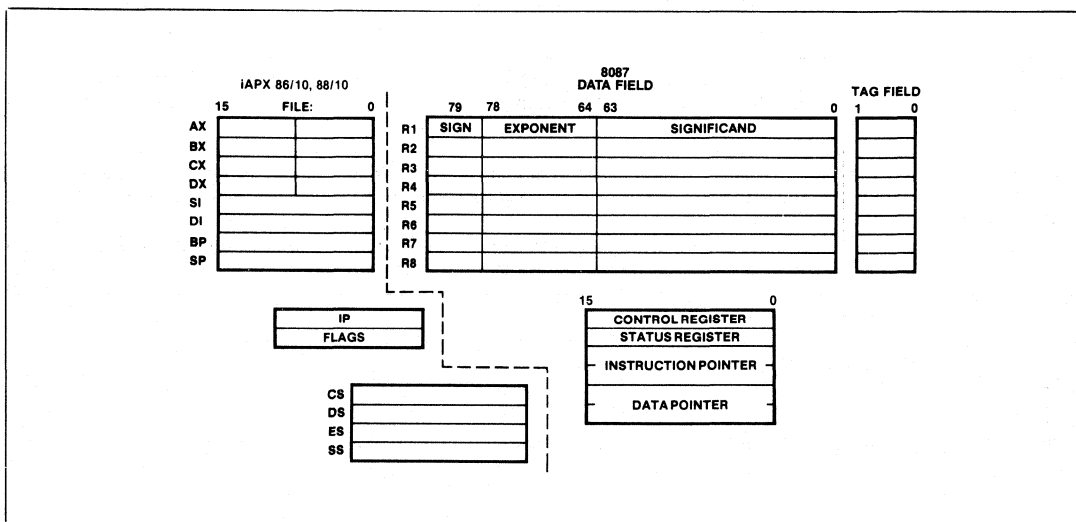 iAPX 86/10, 88/10
15 FILE: 0
AX
BX
CX
DX
SI
DI
BP
SP
8087
DATA FIELD
79 78 64 63 0
R1 SIGN EXPONENT SIGNIFICAND
R2
R3
R4
R5
R6
R7
R8
TAG FIELD
1 0
IP
FLAGS
CS
DS
ES
SS
15 0
CONTROL REGISTER
STATUS REGISTER
INSTRUCTION POINTER
DATA POINTER